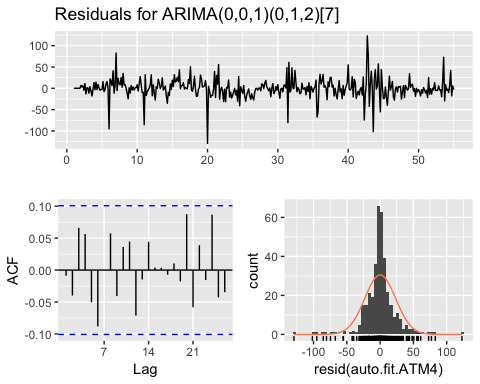 Residuals for ARIMA(0,0,1)(0,1,2)[7]
100
50
0
-50
-100
0 10 20 30 40 50
0.10
0.05
0.00
-0.05
-0.10
ACF
7 14 21
Lag
60
40
20
0
count
-100 -50 0 50 100
resid(auto.fit.ATM4)